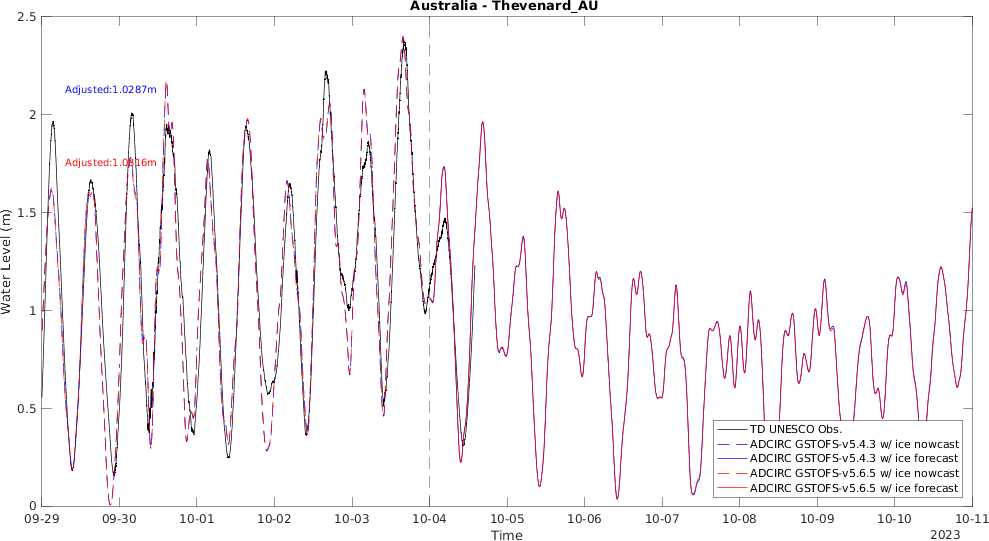 Australia - Thevenard_AU
2.5
2
1.5
1
0.5
0
Water Level (m)
Adjusted:1.0287m
Adjusted:1.0316m
TD UNESCO Obs.
ADCIRC GSTOFS-v5.4.3 w/ ice nowcast
ADCIRC GSTOFS-v5.4.3 w/ ice forecast
ADCIRC GSTOFS-v5.6.5 w/ ice nowcast
ADCIRC GSTOFS-v5.6.5 w/ ice forecast
09-29 09-30 10-01 10-02 10-03 10-04 10-05 10-06 10-07 10-08 10-09 10-10 10-11
Time
2023